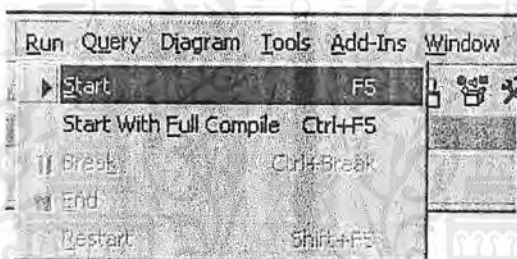 Run Query Diagram Tools Add-Ins Window
Start F5
Start With Full Compile Ctrl+F5
Break Ctrl+Break
End
Restart Shift+F5